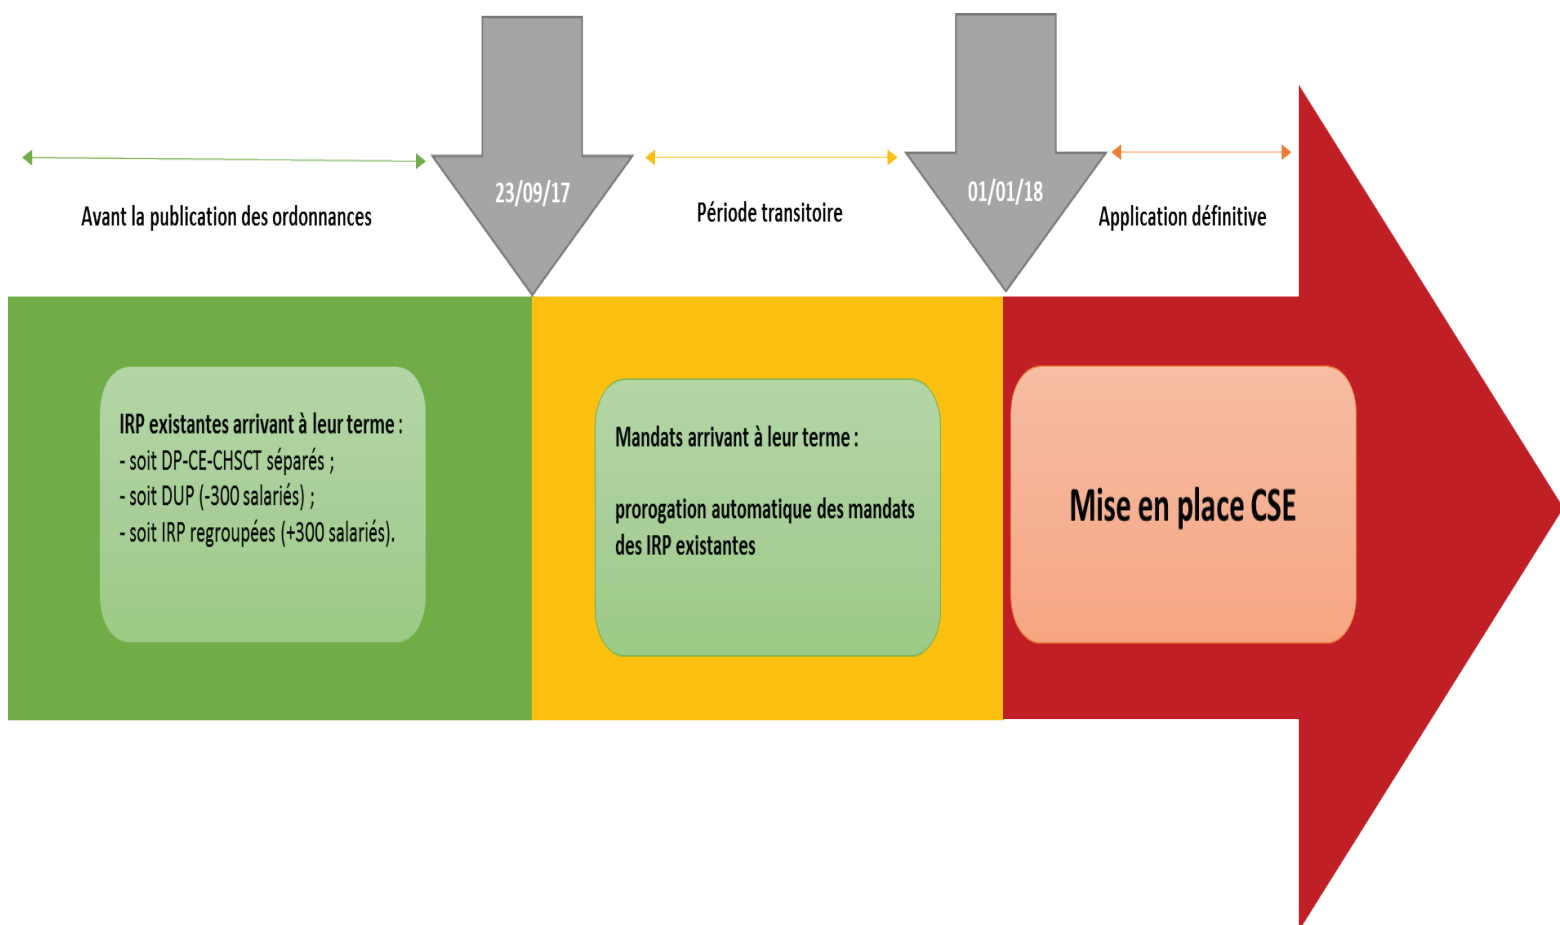 23/09/17
01/01/18
Avant la publication des ordonnances
Période transitoire
Application définitive
IRP existantes arrivant à leur terme :
- soit DP-CE-CHSCT séparés ;
- soit DUP (-300 salariés) ;
- soit IRP regroupées (+300 salariés).
Mandats arrivant à leur terme :
prorogation automatique des mandats
des IRP existantes
Mise en place CSE